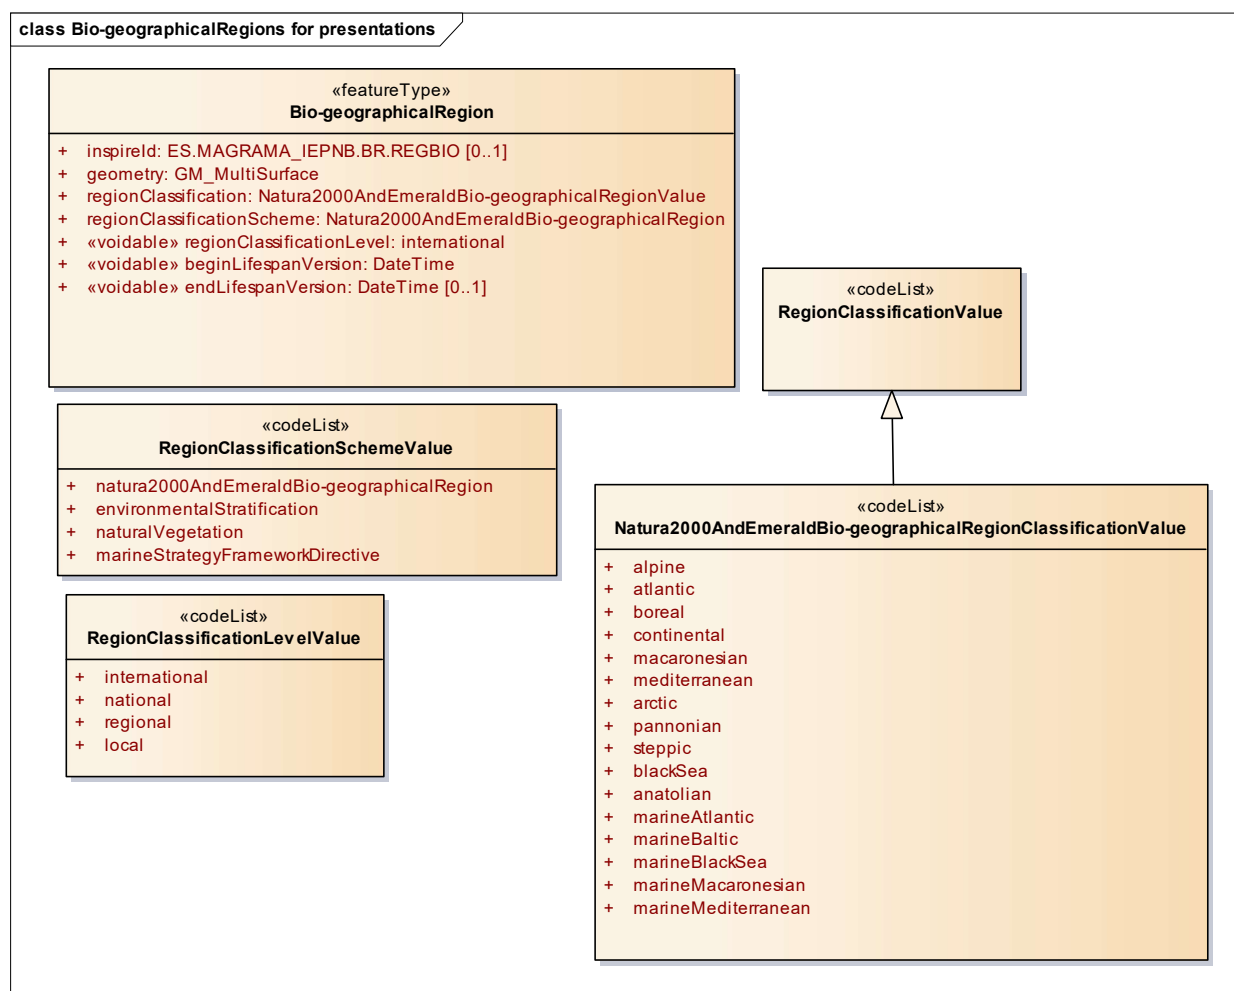 class Bio-geographicalRegions for presentations
«featureType»
Bio-geographicalRegion
+ inspireId: ES.MAGRAMA_IEPNB.BR.REGBIO [0..1]
+ geometry: GM_MultiSurface
+ regionClassification: Natura2000AndEmeraldBio-geographicalRegionValue
+ regionClassificationScheme: Natura2000AndEmeraldBio-geographicalRegion
+ «voidable» regionClassificationLevel: international
+ «voidable» beginLifespanVersion: DateTime
+ «voidable» endLifespanVersion: DateTime [0..1]
«codeList»
RegionClassificationValue
«codeList»
RegionClassificationSchemeValue
+ natura2000AndEmeraldBio-geographicalRegion
+ environmentalStratification
+ naturalVegetation
+ marineStrategyFrameworkDirective
«codeList»
RegionClassificationLevelValue
+ international
+ national
+ regional
+ local
«codeList»
Natura2000AndEmeraldBio-geographicalRegionClassificationValue
+ alpine
+ atlantic
+ boreal
+ continental
+ macaronesian
+ mediterranean
+ arctic
+ pannonian
+ steppic
+ blackSea
+ anatolian
+ marineAtlantic
+ marineBaltic
+ marineBlackSea
+ marineMacaronesian
+ marineMediterranean